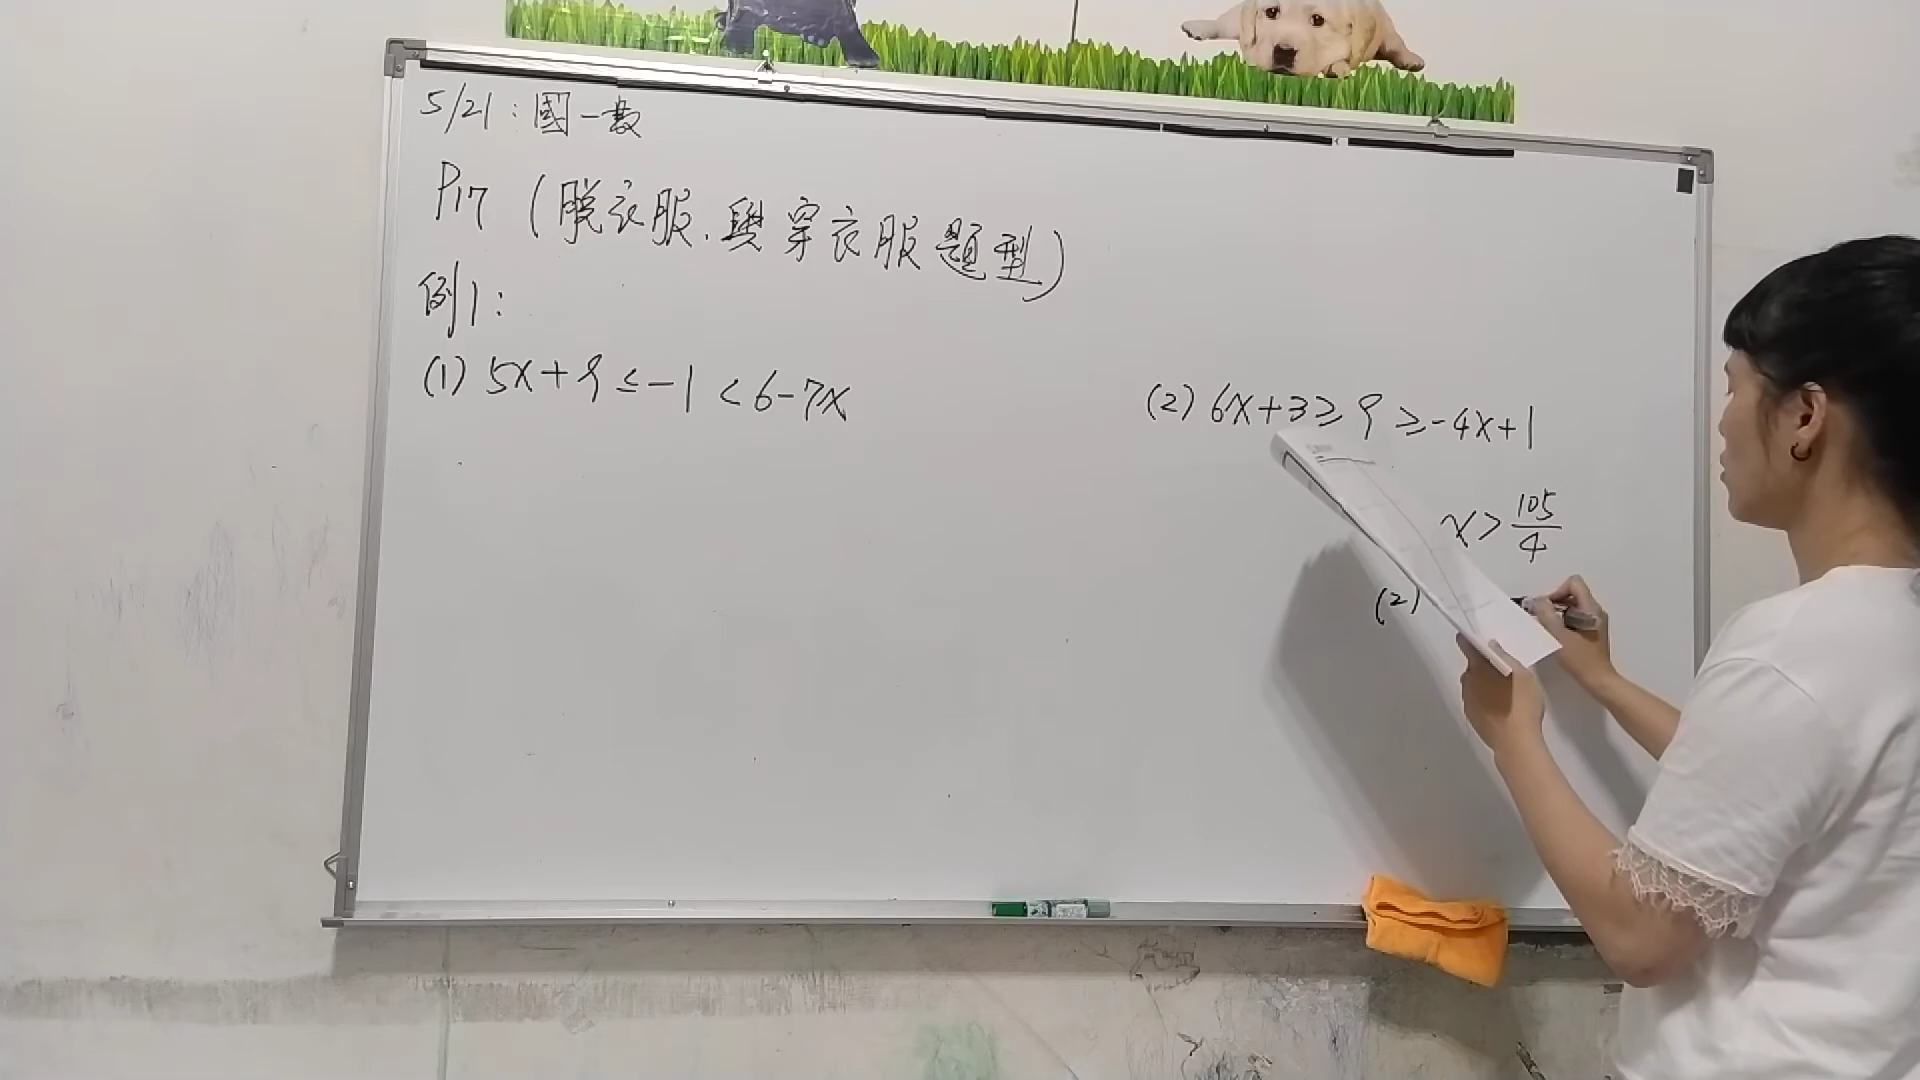 5/21：國一數
P17 (脫衣服、與穿衣服題型)
例1：
(1) 5x+9≤-1<6-7x
(2) 6x+3≥9≥-4x+1
x>105/4
(2)